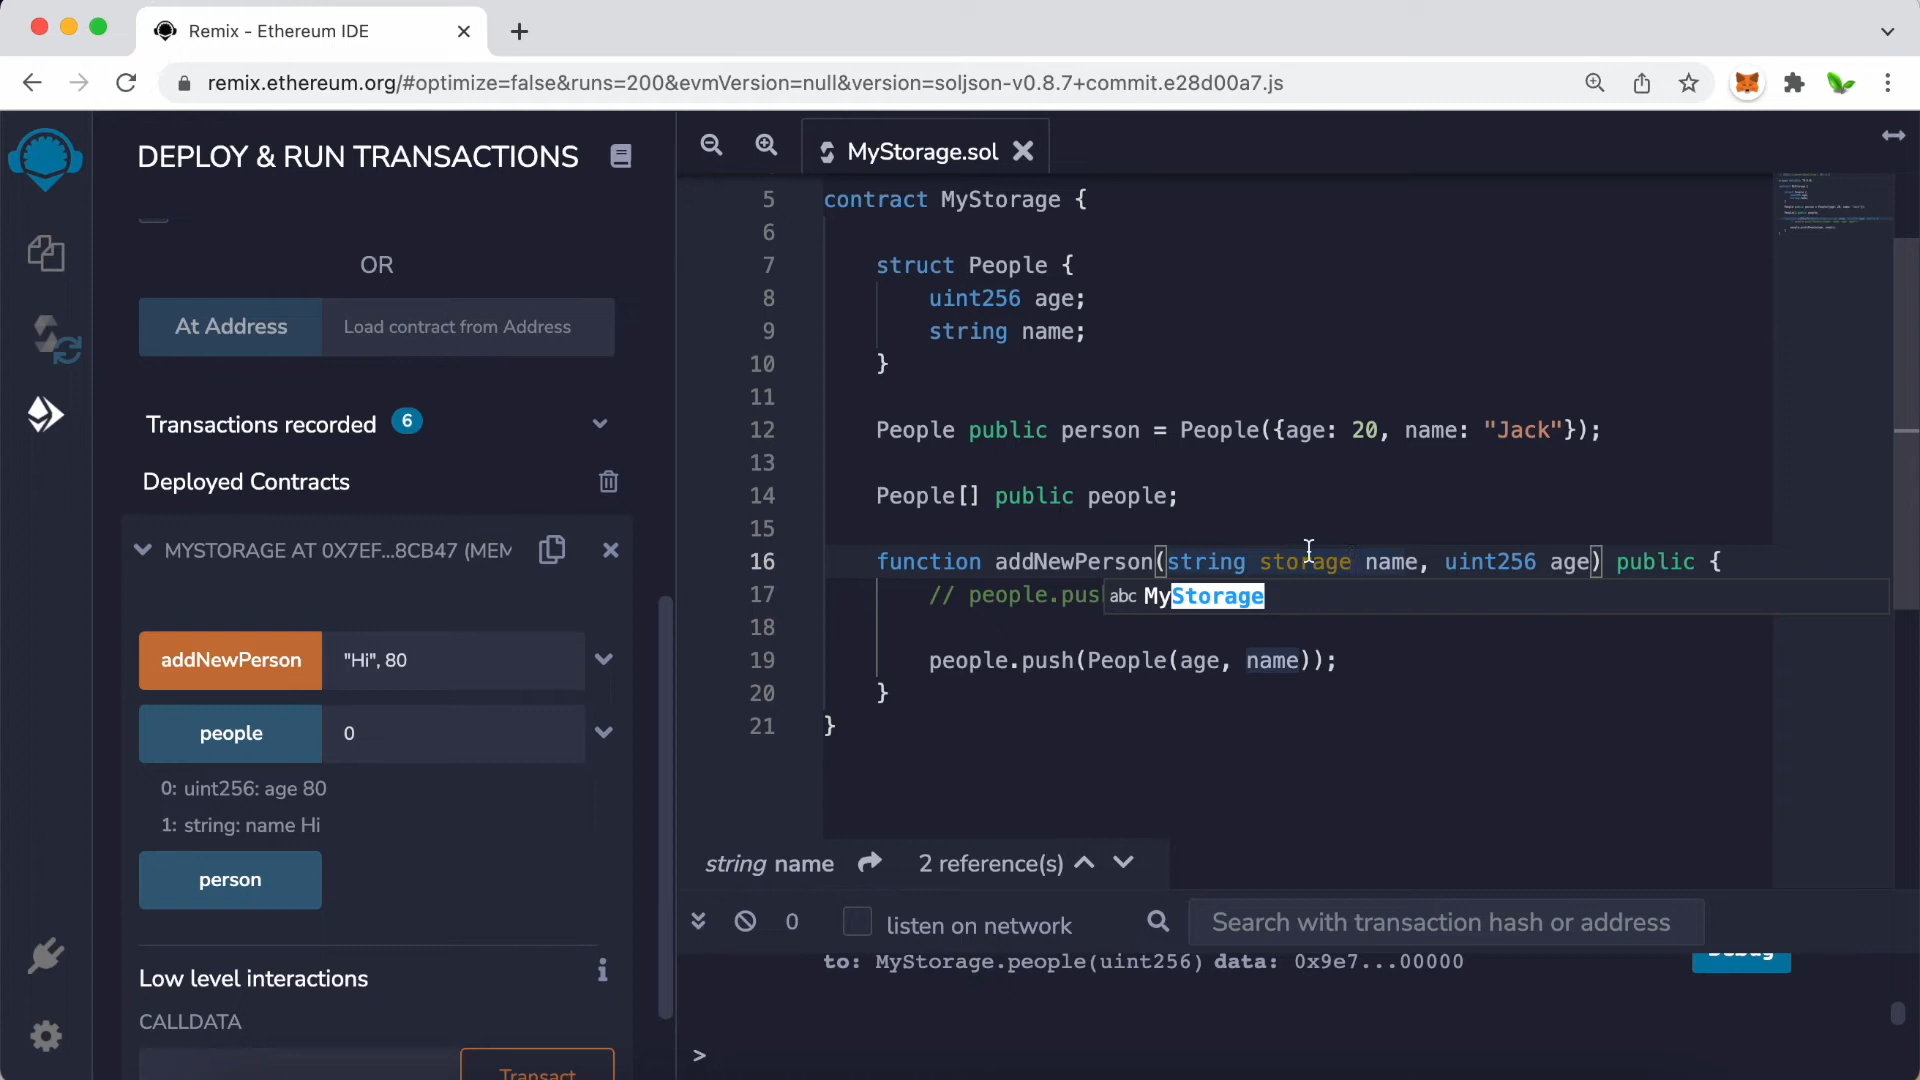 Remix - Ethereum IDE
remix.ethereum.org/#optimize=false&runs=200&evmVersion=null&version=soljson-v0.8.7+commit.e28d00a7.js
DEPLOY & RUN TRANSACTIONS
OR
At Address
Load contract from Address
Transactions recorded 6
Deployed Contracts
MYSTORAGE AT 0X7EF...8CB47 (MEM
addNewPerson
"Hi", 80
people
0
0: uint256: age 80
1: string: name Hi
person
Low level interactions
CALLDATA
Transact
MyStorage.sol
5 contract MyStorage {
6
7 struct People {
8 uint256 age;
9 string name;
10 }
11
12 People public person = People({age: 20, name: "Jack"});
13
14 People[] public people;
15
16 function addNewPerson(string storage name, uint256 age) public {
17 // people.pus
abc MyStorage
18
19 people.push(People(age, name));
20 }
21 }
string name 2 reference(s)
0 listen on network
Search with transaction hash or address
to: MyStorage.people(uint256) data: 0x9e7...00000
Debug
>